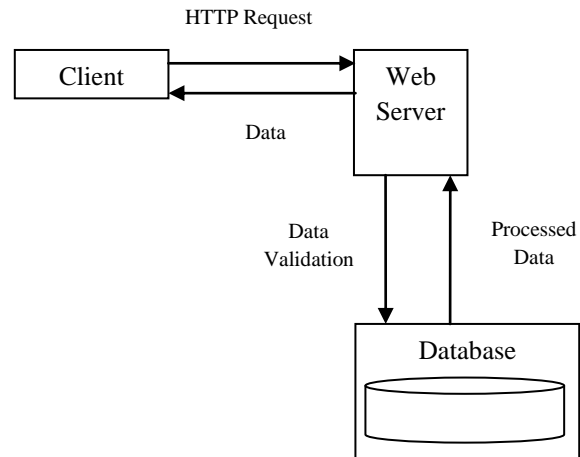 HTTP Request
Client
Web
Server
Data
Data
Validation
Processed
Data
Database